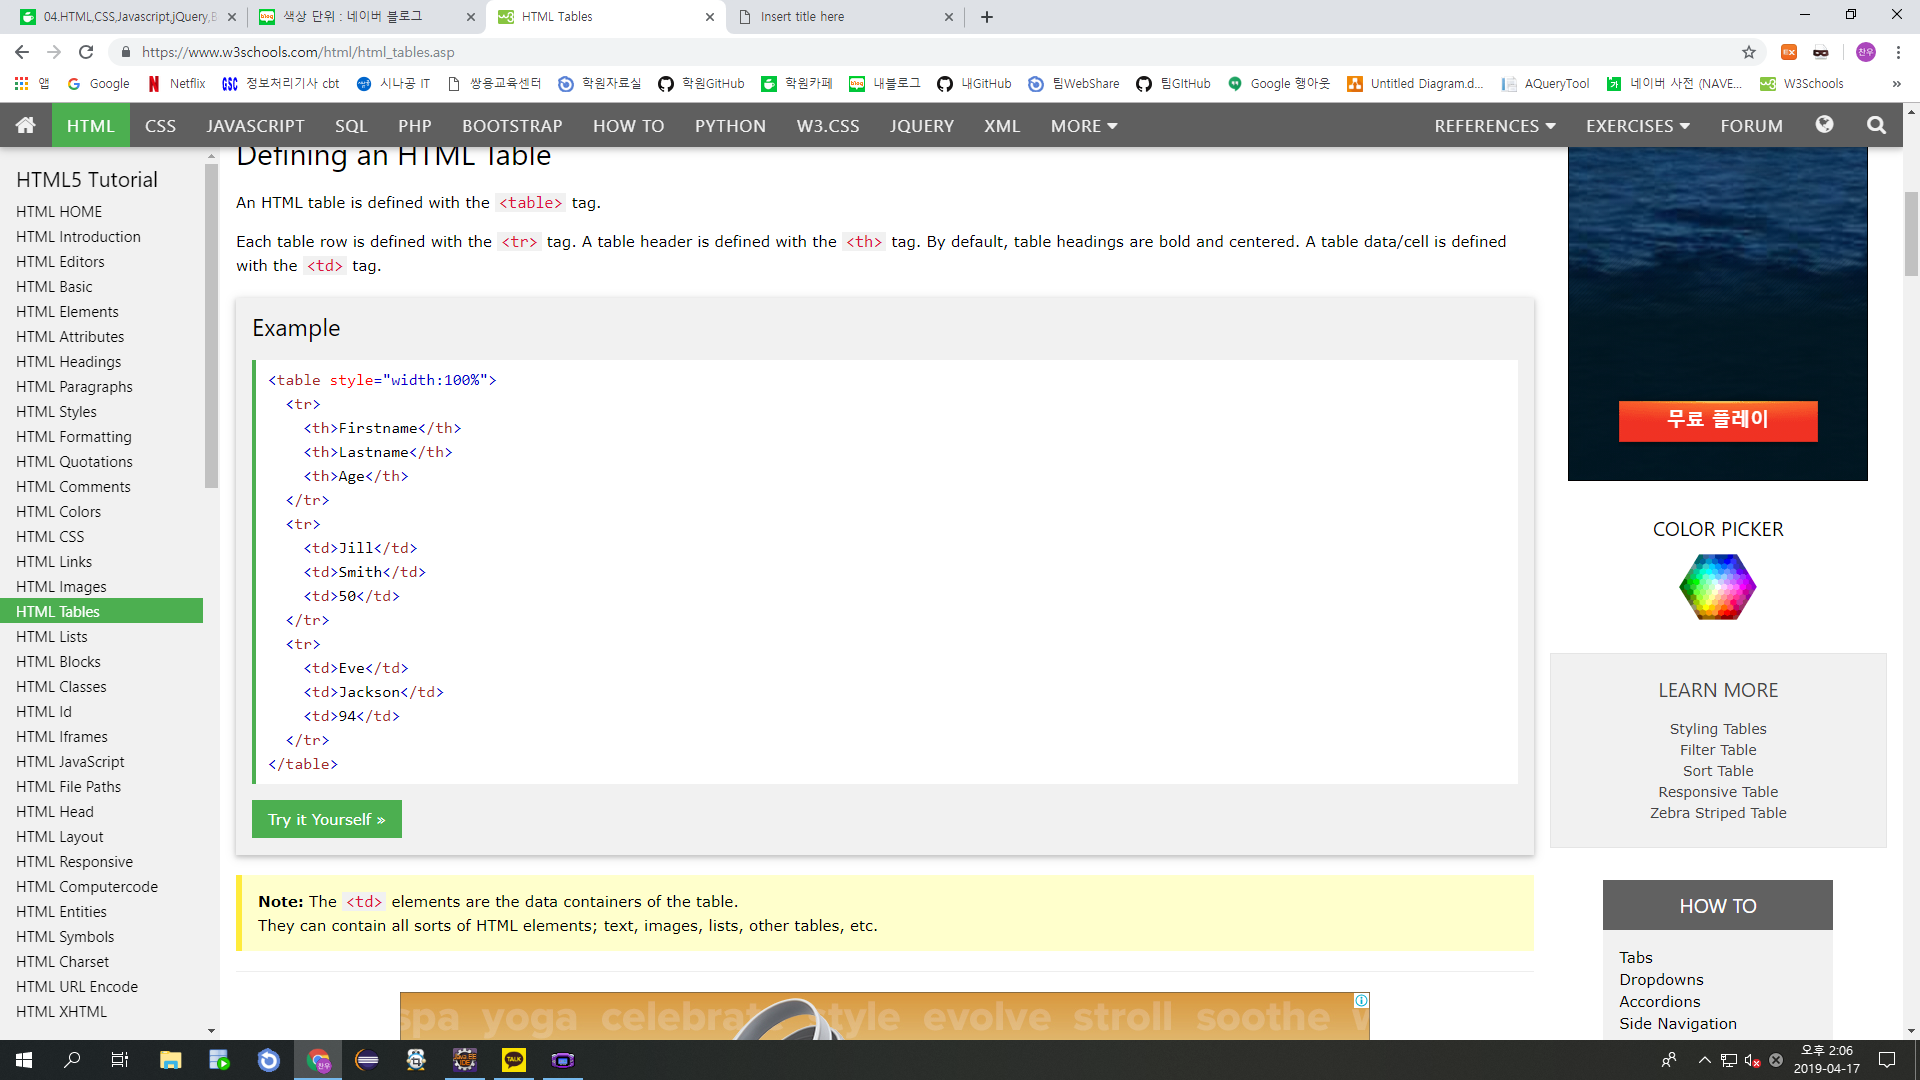 04.HTML,CSS,Javascript,jQuery,B
색상 단위 : 네이버 블로그
HTML Tables
Insert title here
https://www.w3schools.com/html/html_tables.asp
앱
Google
Netflix
정보처리기사 cbt
시나공 IT
쌍용교육센터
학원자료실
학원GitHub
학원카페
내블로그
내GitHub
팀WebShare
팀GItHub
Google 행아웃
Untitled Diagram.d...
AQueryTool
네이버 사전 (NAVE...
W3Schools
»
HTML
CSS
JAVASCRIPT
SQL
PHP
BOOTSTRAP
HOW TO
PYTHON
W3.CSS
JQUERY
XML
MORE
REFERENCES
EXERCISES
FORUM
HTML5 Tutorial
HTML HOME
HTML Introduction
HTML Editors
HTML Basic
HTML Elements
HTML Attributes
HTML Headings
HTML Paragraphs
HTML Styles
HTML Formatting
HTML Quotations
HTML Comments
HTML Colors
HTML CSS
HTML Links
HTML Images
HTML Tables
HTML Lists
HTML Blocks
HTML Classes
HTML Id
HTML Iframes
HTML JavaScript
HTML File Paths
HTML Head
HTML Layout
HTML Responsive
HTML Computercode
HTML Entities
HTML Symbols
HTML Charset
HTML URL Encode
HTML XHTML
Defining an HTML Table
An HTML table is defined with the <table> tag.
Each table row is defined with the <tr> tag. A table header is defined with the <th> tag. By default, table headings are bold and centered. A table data/cell is defined
with the <td> tag.
Example
<table style="width:100%">
<tr>
<th>Firstname</th>
<th>Lastname</th>
<th>Age</th>
</tr>
<tr>
<td>Jill</td>
<td>Smith</td>
<td>50</td>
</tr>
<tr>
<td>Eve</td>
<td>Jackson</td>
<td>94</td>
</tr>
</table>
Try it Yourself »
Note: The <td> elements are the data containers of the table.
They can contain all sorts of HTML elements; text, images, lists, other tables, etc.
spa yoga celebrat style evolve stroll soothe
무료 플레이
COLOR PICKER
LEARN MORE
Styling Tables
Filter Table
Sort Table
Responsive Table
Zebra Striped Table
HOW TO
Tabs
Dropdowns
Accordions
Side Navigation
오후 2:06
2019-04-17